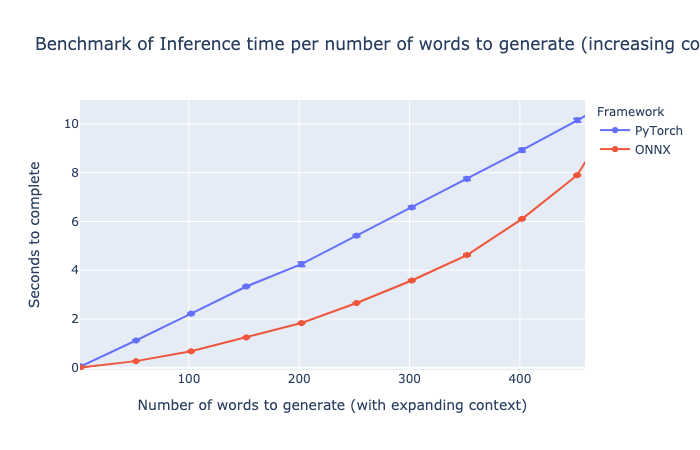 Benchmark of Inference time per number of words to generate (increasing co
Framework
PyTorch
ONNX
Seconds to complete
10
8
6
4
2
0
100
200
300
400
Number of words to generate (with expanding context)